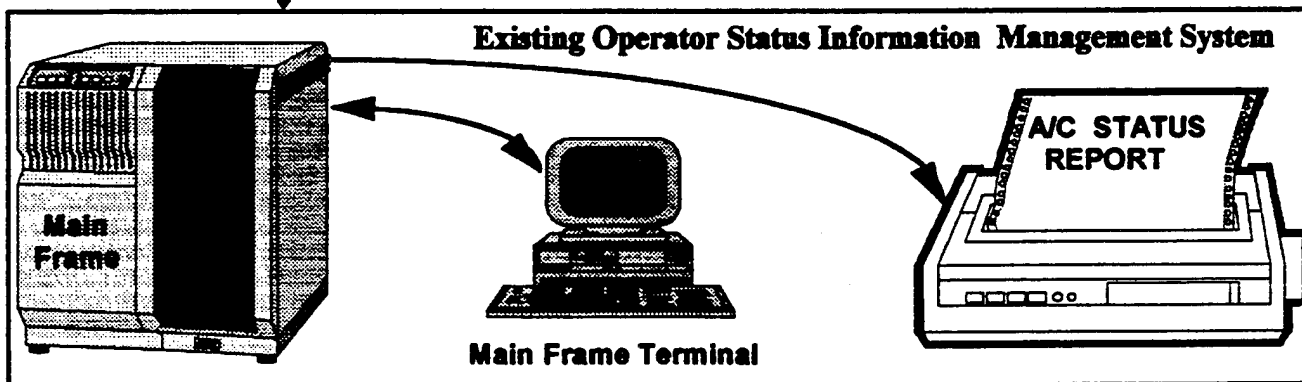 Existing Operator Status Information Management System
A/C STATUS
REPORT
Main
Frame
Main Frame Terminal